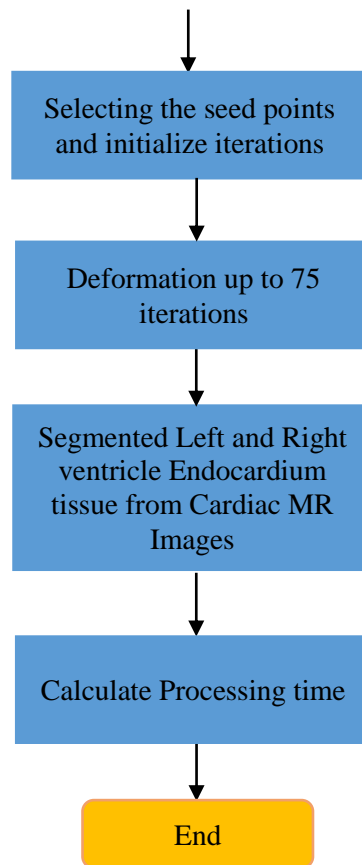 Selecting the seed points
and initialize iterations
Deformation up to 75
iterations
Segmented Left and Right
ventricle Endocardium
tissue from Cardiac MR
Images
Calculate Processing time
End